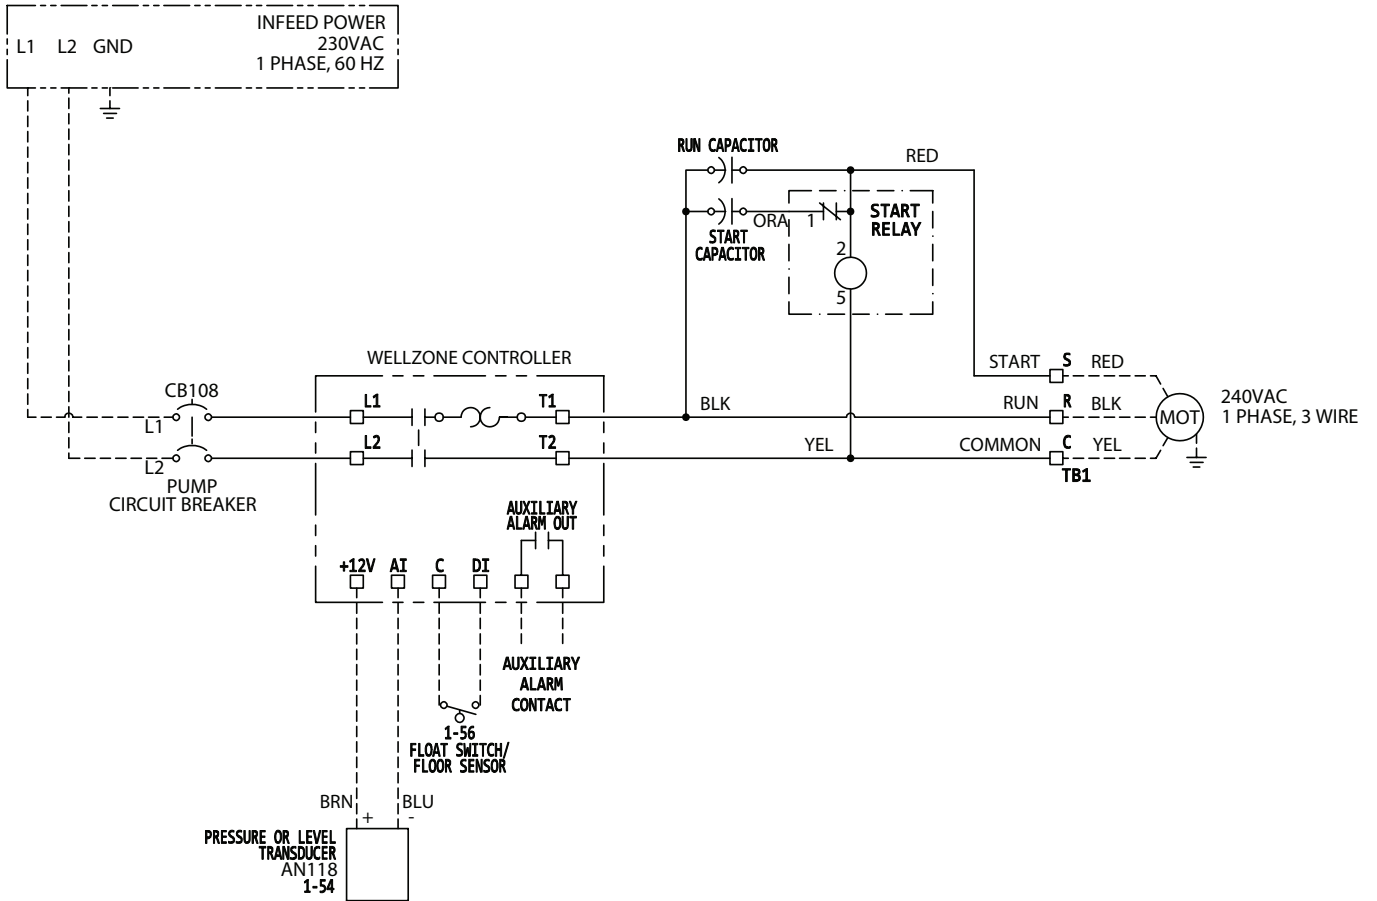 INFEED POWER
L1 L2 GND
230VAC
1 PHASE, 60 HZ
RUN CAPACITOR
RED
ORA
1
START
RELAY
START
CAPACITOR
2
5
WELLZONE CONTROLLER
START S RED
CB108
L1
T1
BLK
RUN R BLK
MOT
240VAC
1 PHASE, 3 WIRE
L1
L2
T2
YEL
COMMON C YEL
L2
TB1
PUMP
CIRCUIT BREAKER
AUXILIARY
ALARM OUT
+12V AI C DI
AUXILIARY
ALARM
CONTACT
1-56
FLOAT SWITCH/
FLOOR SENSOR
BRN BLU
+ -
PRESSURE OR LEVEL
TRANSDUCER
AN118
1-54